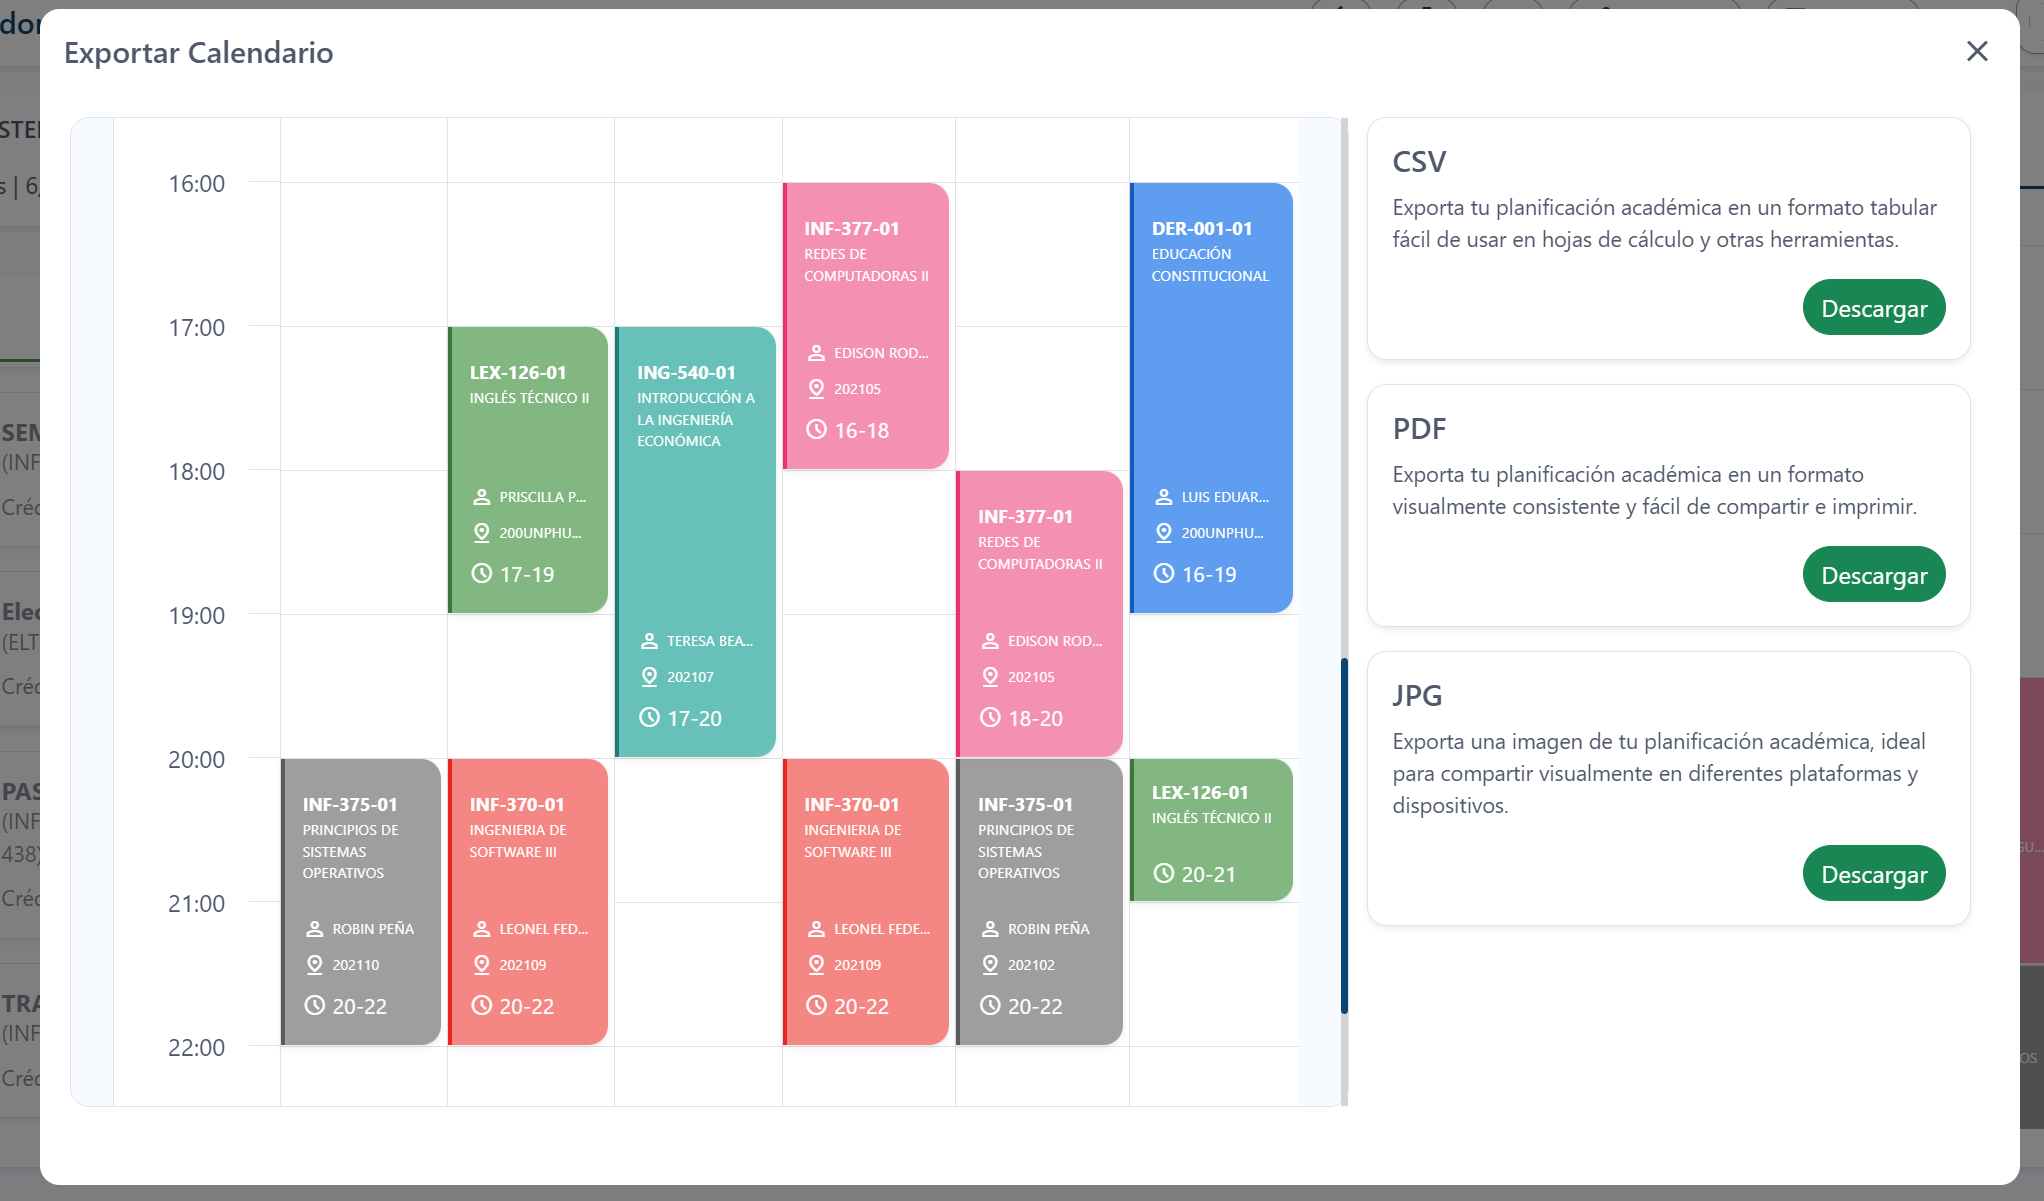 Exportar Calendario
16:00
17:00
18:00
19:00
20:00
21:00
22:00
INF-375-01
PRINCIPIOS DE
SISTEMAS
OPERATIVOS
ROBIN PEÑA
202110
20-22
LEX-126-01
INGLÉS TÉCNICO II
PRISCILLA P...
200UNPHU...
17-19
INF-370-01
INGENIERIA DE
SOFTWARE III
LEONEL FED...
202109
20-22
ING-540-01
INTRODUCCIÓN A
LA INGENIERÍA
ECONÓMICA
TERESA BEA...
202107
17-20
INF-377-01
REDES DE
COMPUTADORAS II
EDISON ROD...
202105
16-18
INF-370-01
INGENIERIA DE
SOFTWARE III
LEONEL FEDE...
202109
20-22
INF-377-01
REDES DE
COMPUTADORAS II
EDISON ROD...
202105
18-20
INF-375-01
PRINCIPIOS DE
SISTEMAS
OPERATIVOS
ROBIN PEÑA
202102
20-22
DER-001-01
EDUCACIÓN
CONSTITUCIONAL
LUIS EDUAR...
200UNPHU...
16-19
LEX-126-01
INGLÉS TÉCNICO II
20-21
CSV
Exporta tu planificación académica en un formato tabular
fácil de usar en hojas de cálculo y otras herramientas.
Descargar
PDF
Exporta tu planificación académica en un formato
visualmente consistente y fácil de compartir e imprimir.
Descargar
JPG
Exporta una imagen de tu planificación académica, ideal
para compartir visualmente en diferentes plataformas y
dispositivos.
Descargar